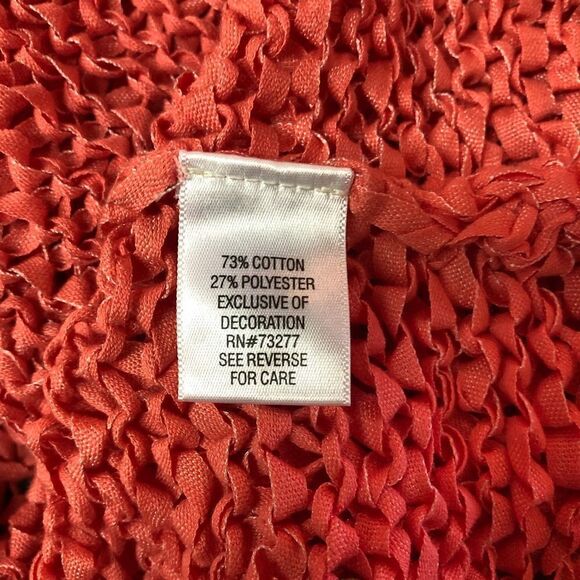 73% COTTON
27% POLYESTER
EXCLUSIVE OF
DECORATION
RN#73277
SEE REVERSE
FOR CARE